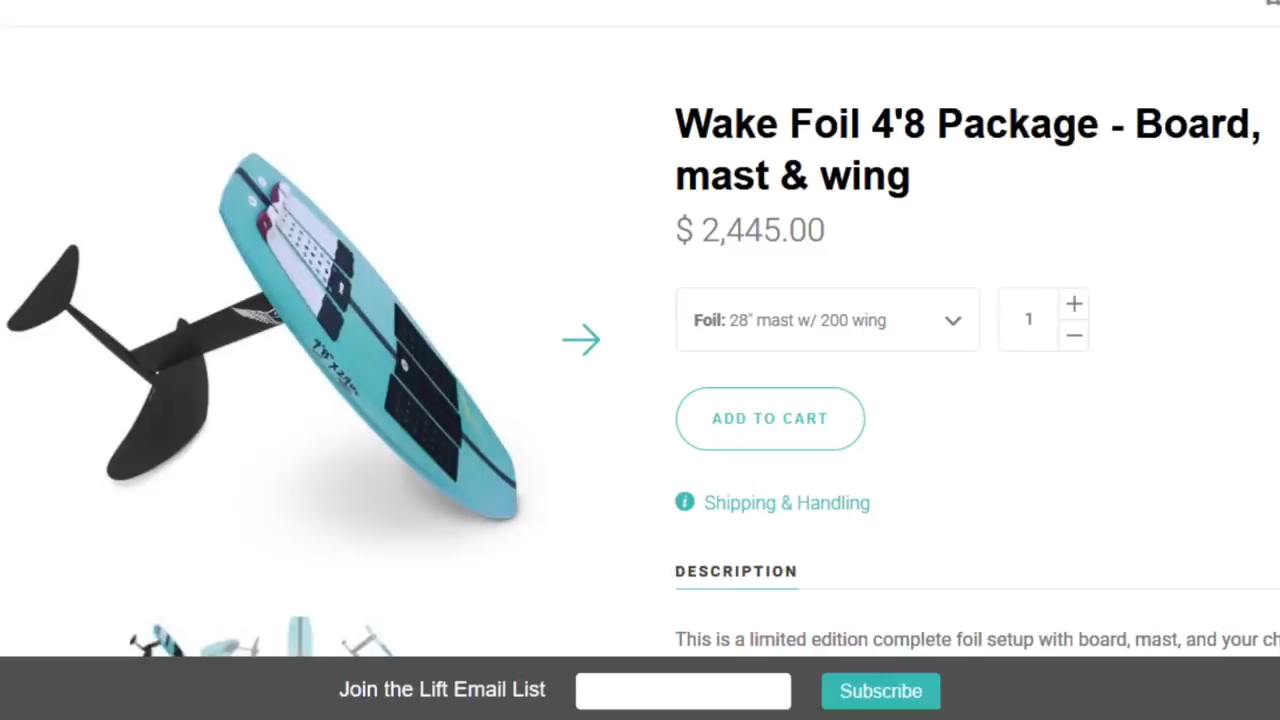 Wake Foil 4'8 Package - Board,
mast & wing
$ 2,445.00
Foil: 28" mast w/ 200 wing
1
ADD TO CART
Shipping & Handling
DESCRIPTION
This is a limited edition complete foil setup with board, mast, and your
Join the Lift Email List
Subscribe